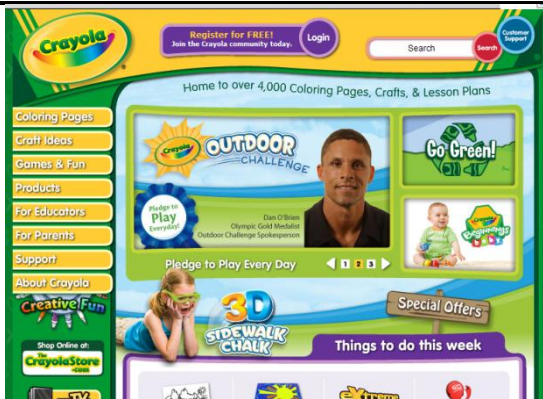 Crayola
Register for FREE!
Join the Crayola community today.
Login
Search
Search
Customer
Support
Home to over 4,000 Coloring Pages, Crafts, & Lesson Plans
Coloring Pages
Craft Ideas
Games & Fun
Products
For Educators
For Parents
Support
About Crayola
Creative Fun
Shop Online at:
The
CrayolaStore
.com
TV
Crayola
OUTDOOR
CHALLENGE
Pledge to
Play
Everyday!
Dan O'Brien
Olympic Gold Medalist
Outdoor Challenge Spokesperson
Pledge to Play Every Day
1 2 3
Go Green!
Crayola
Beginnings
baby
3D
SIDEWALK
CHALK
Special Offers
Things to do this week
eXtreme